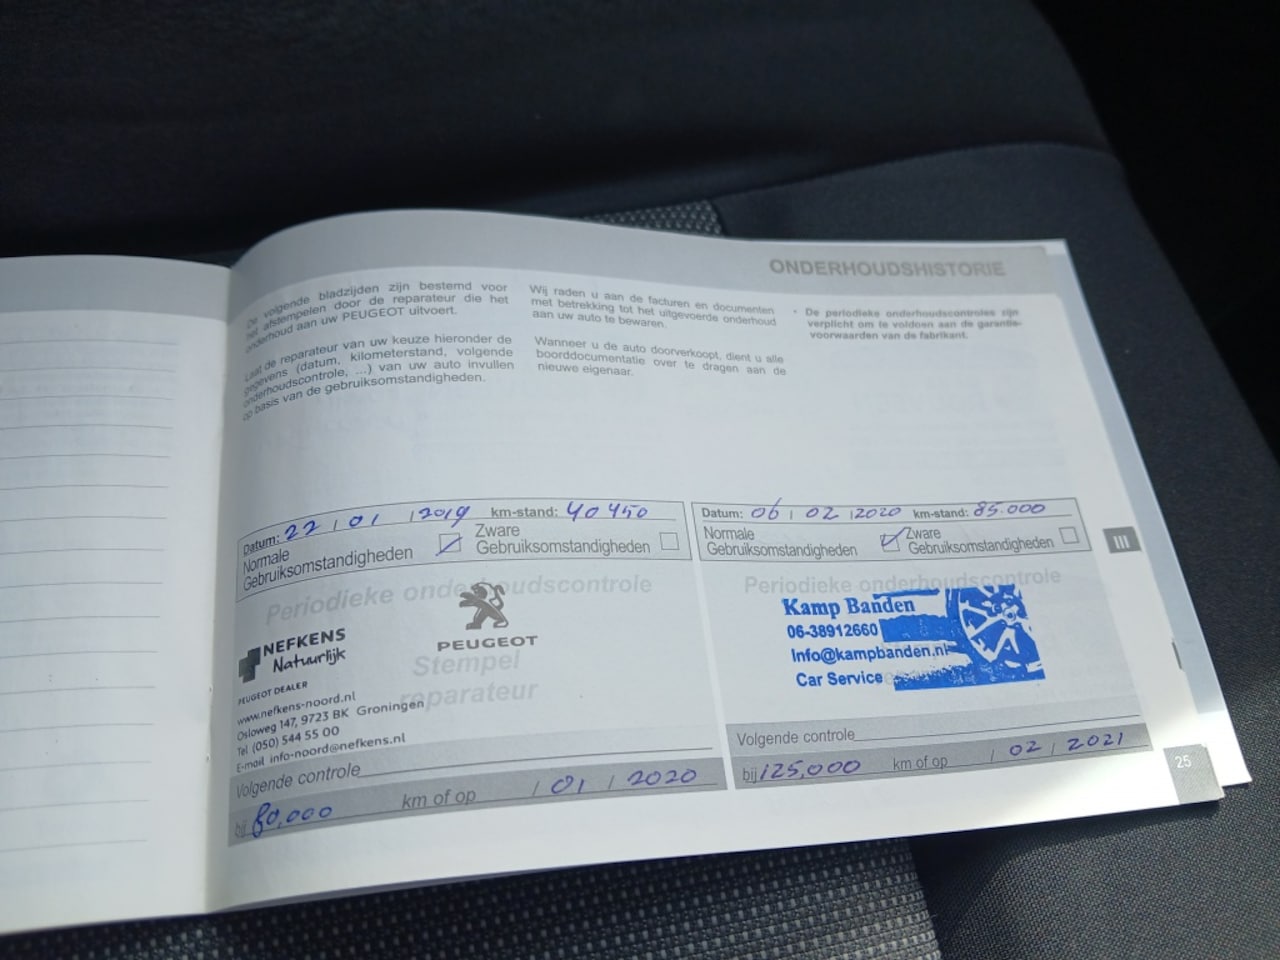 ONDERHOUDSHISTORIE
De volgende bladzijden zijn bestemd voor
het afstempelen door de reparateur die het
onderhoud aan uw PEUGEOT uitvoert.
Laat de reparateur van uw keuze hieronder de
gegevens (datum, kilometerstand, volgende
onderhoudscontrole, ...) van uw auto invullen
op basis van de gebruiksomstandigheden.
Wij raden u aan de facturen en documenten
met betrekking tot het uitgevoerde onderhoud
aan uw auto te bewaren.
Wanneer u de auto doorverkoopt, dient u alle
boorddocumentatie over te dragen aan de
nieuwe eigenaar.
• De periodieke onderhoudscontroles zijn
verplicht om te voldoen aan de garantie-
voorwaarden van de fabrikant.
Datum: 22 / 01 / 2019 km-stand: 40450
Normale
Gebruiksomstandigheden
Zware
Gebruiksomstandigheden
Periodieke onderhoudscontrole
PEUGEOT
NEFKENS
Natuurlijk
Stempel
reparateur
PEUGEOT DEALER
www.nefkens-noord.nl
Osloweg 147, 9723 BK Groningen
Tel (050) 544 55 00
E-mail info-noord@nefkens.nl
Volgende controle
bij 80,000 km of op / 01 / 2020
Datum: 06 / 02 / 2020 km-stand: 85.000
Normale
Gebruiksomstandigheden
Zware
Gebruiksomstandigheden
Periodieke onderhoudscontrole
Kamp Banden
06-38912660
Info@kampbanden.nl
Car Service
Volgende controle
bij 125,000 km of op / 02 / 2021
III
25